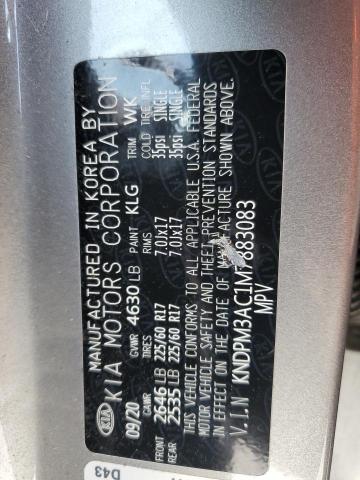 MANUFACTURED IN KOREA BY
KIA KIA MOTORS CORPORATION
09/20 GVWR 4630 LB PAINT KLG TRIM WK
GAWR TIRES RIMS COLD TIRE INFL
FRONT 2646 LB 225/60 R17 7.0Jx17 35psi SINGLE
REAR 2535 LB 225/60 R17 7.0Jx17 35psi SINGLE
THIS VEHICLE CONFORMS TO ALL APPLICABLE U.S.A. FEDERAL
MOTOR VEHICLE SAFETY AND THEFT PREVENTION STANDARDS
IN EFFECT ON THE DATE OF MANUFACTURE SHOWN ABOVE.
V.I.N KNDPM3AC1M 883083
MPV
D43